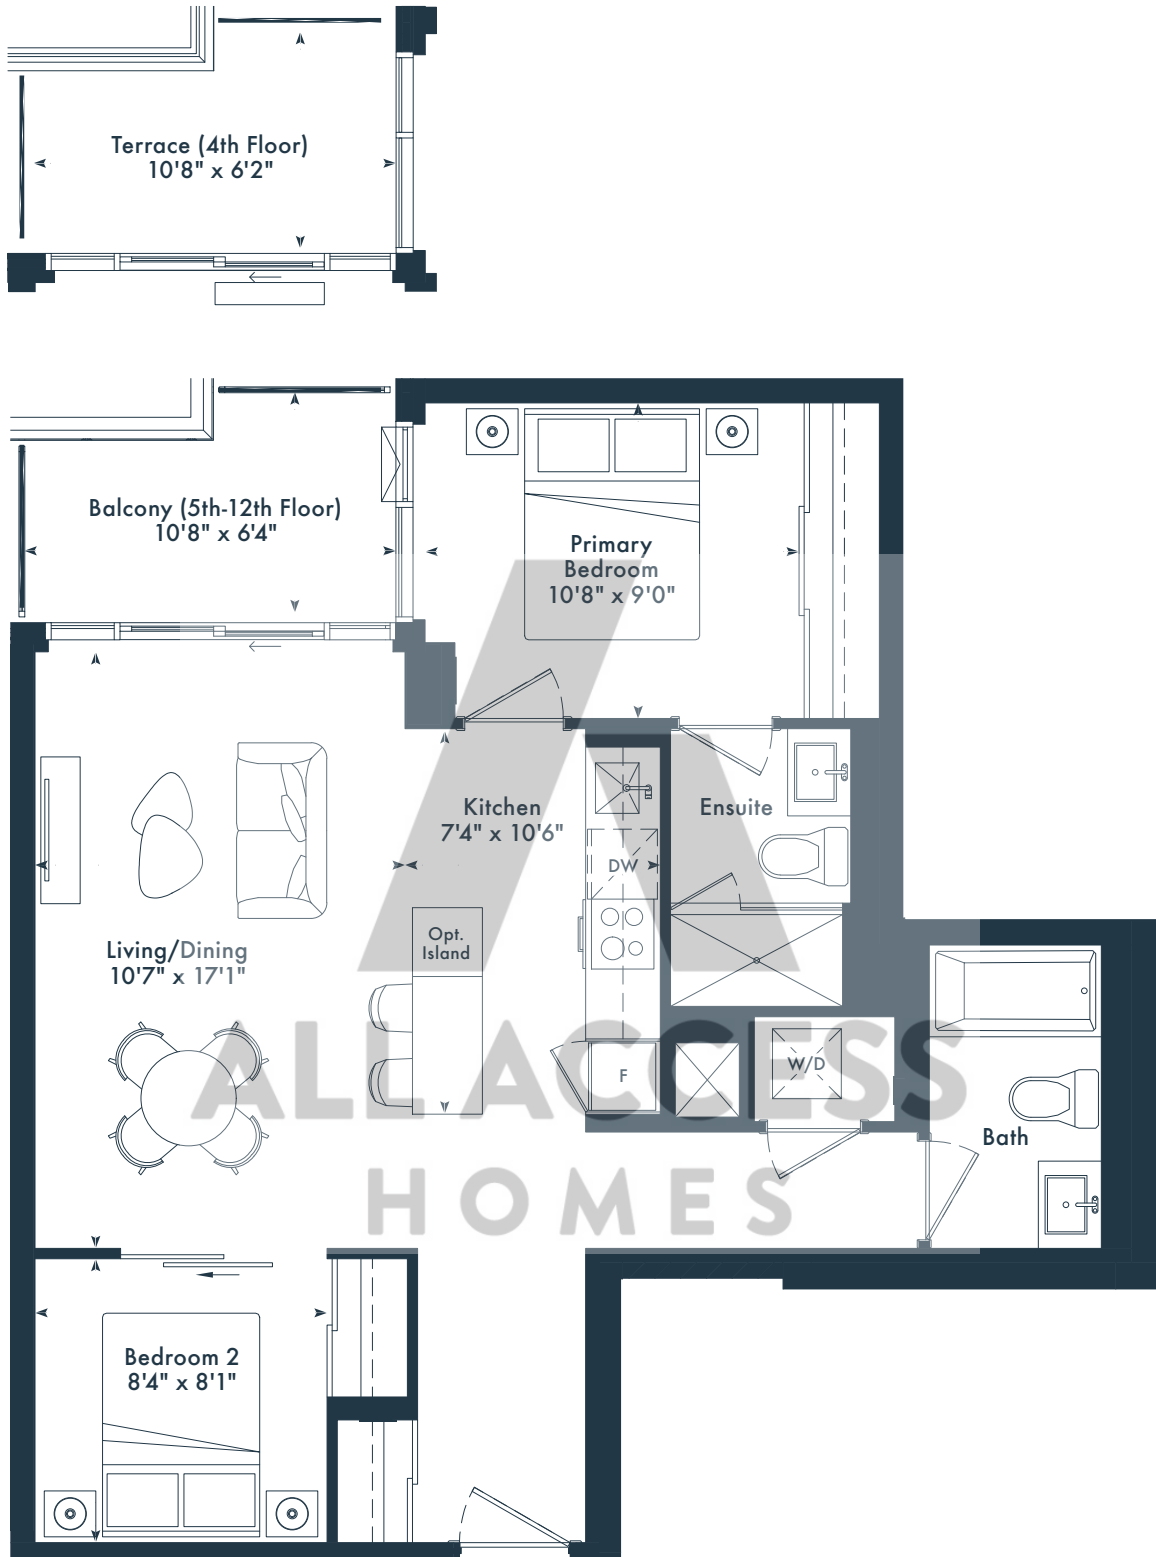 Terrace (4th Floor)
10'8" x 6'2"
Balcony (5th-12th Floor)
10'8" x 6'4"
Primary
Bedroom
10'8" x 9'0"
Kitchen
7'4" x 10'6"
Ensuite
DW
Opt.
Island
Living/Dining
10'7" x 17'1"
F
W/D
Bath
ALL ACCESS
HOMES
Bedroom 2
8'4" x 8'1"